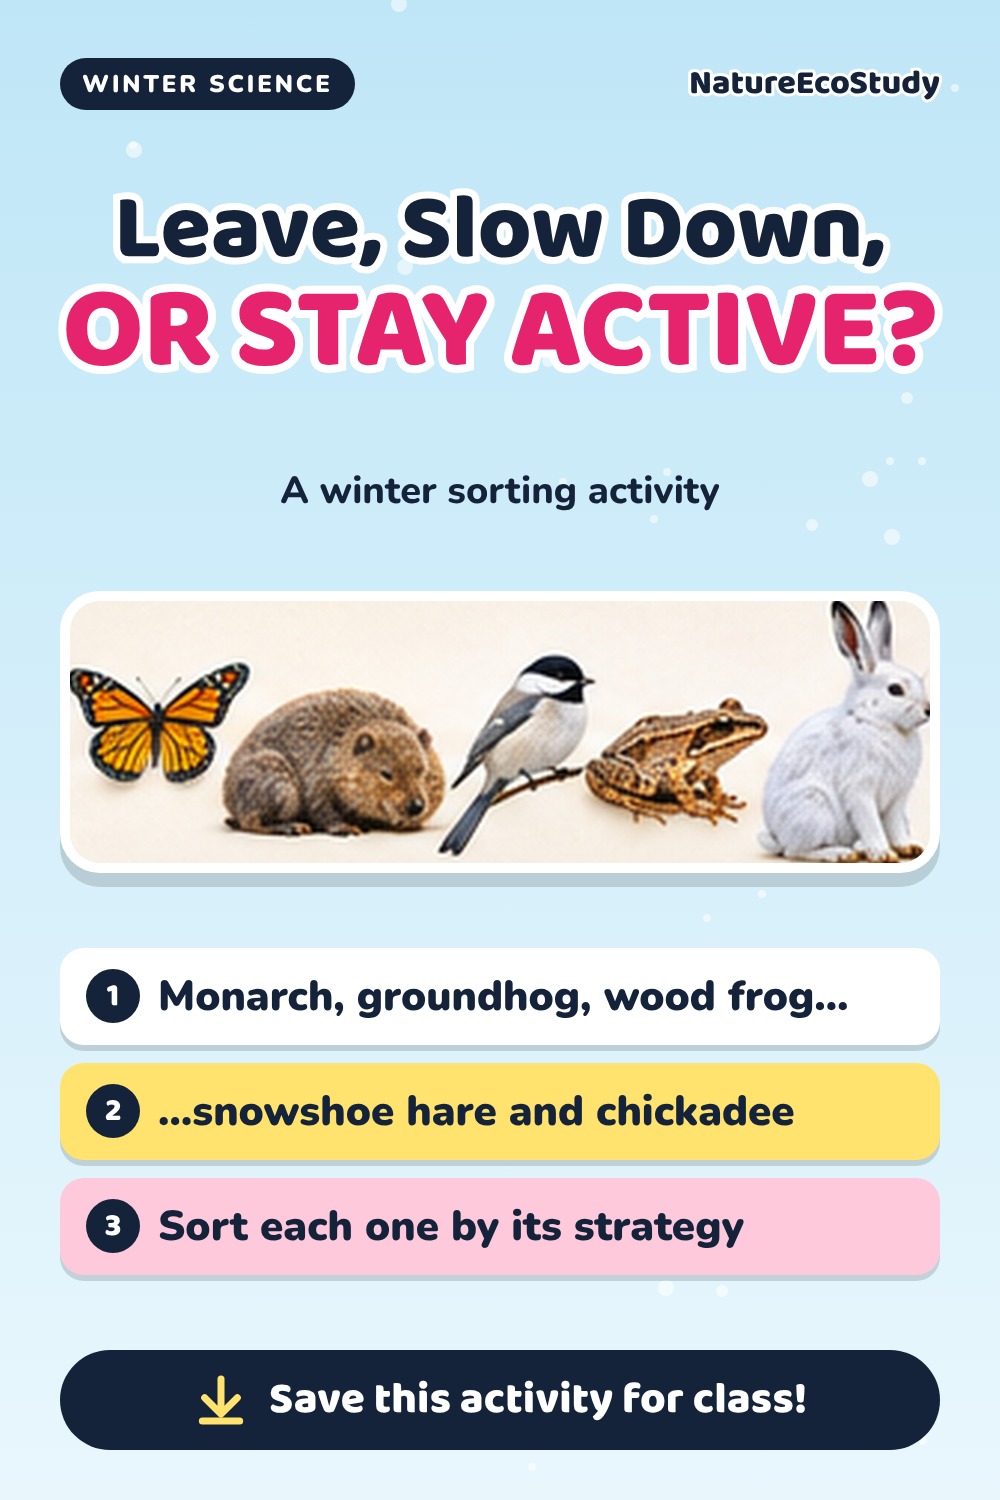 WINTER SCIENCE
NatureEcoStudy
Leave, Slow Down,
OR STAY ACTIVE?
A winter sorting activity
1 Monarch, groundhog, wood frog...
2 ...snowshoe hare and chickadee
3 Sort each one by its strategy
Save this activity for class!